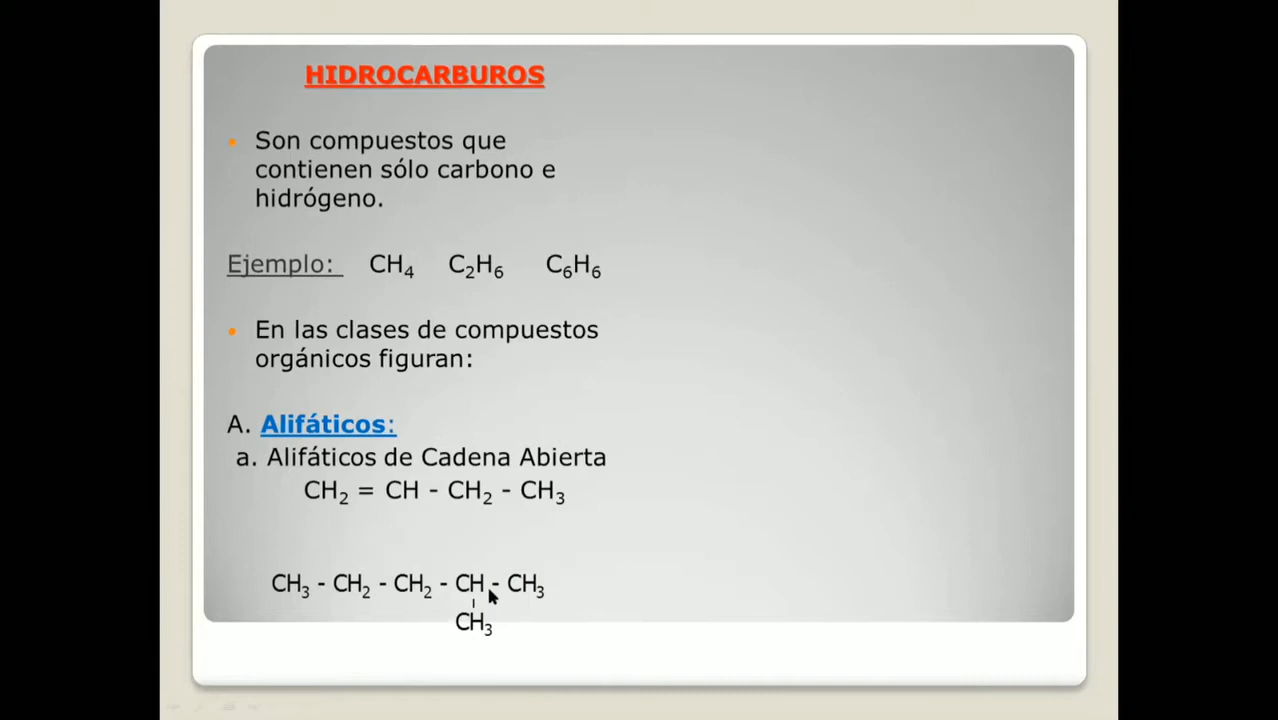 HIDROCARBUROS
• Son compuestos que
contienen sólo carbono e
hidrógeno.
Ejemplo: CH₄ C₂H₆ C₆H₆
• En las clases de compuestos
orgánicos figuran:
A. Alifáticos:
a. Alifáticos de Cadena Abierta
CH₂ = CH - CH₂ - CH₃
CH₃ - CH₂ - CH₂ - CH - CH₃
CH₃